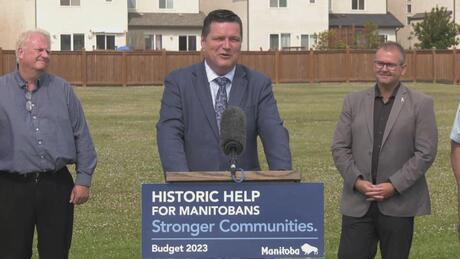 HISTORIC HELP
FOR MANITOBANS
Stronger Communities.
Budget 2023
Manitoba